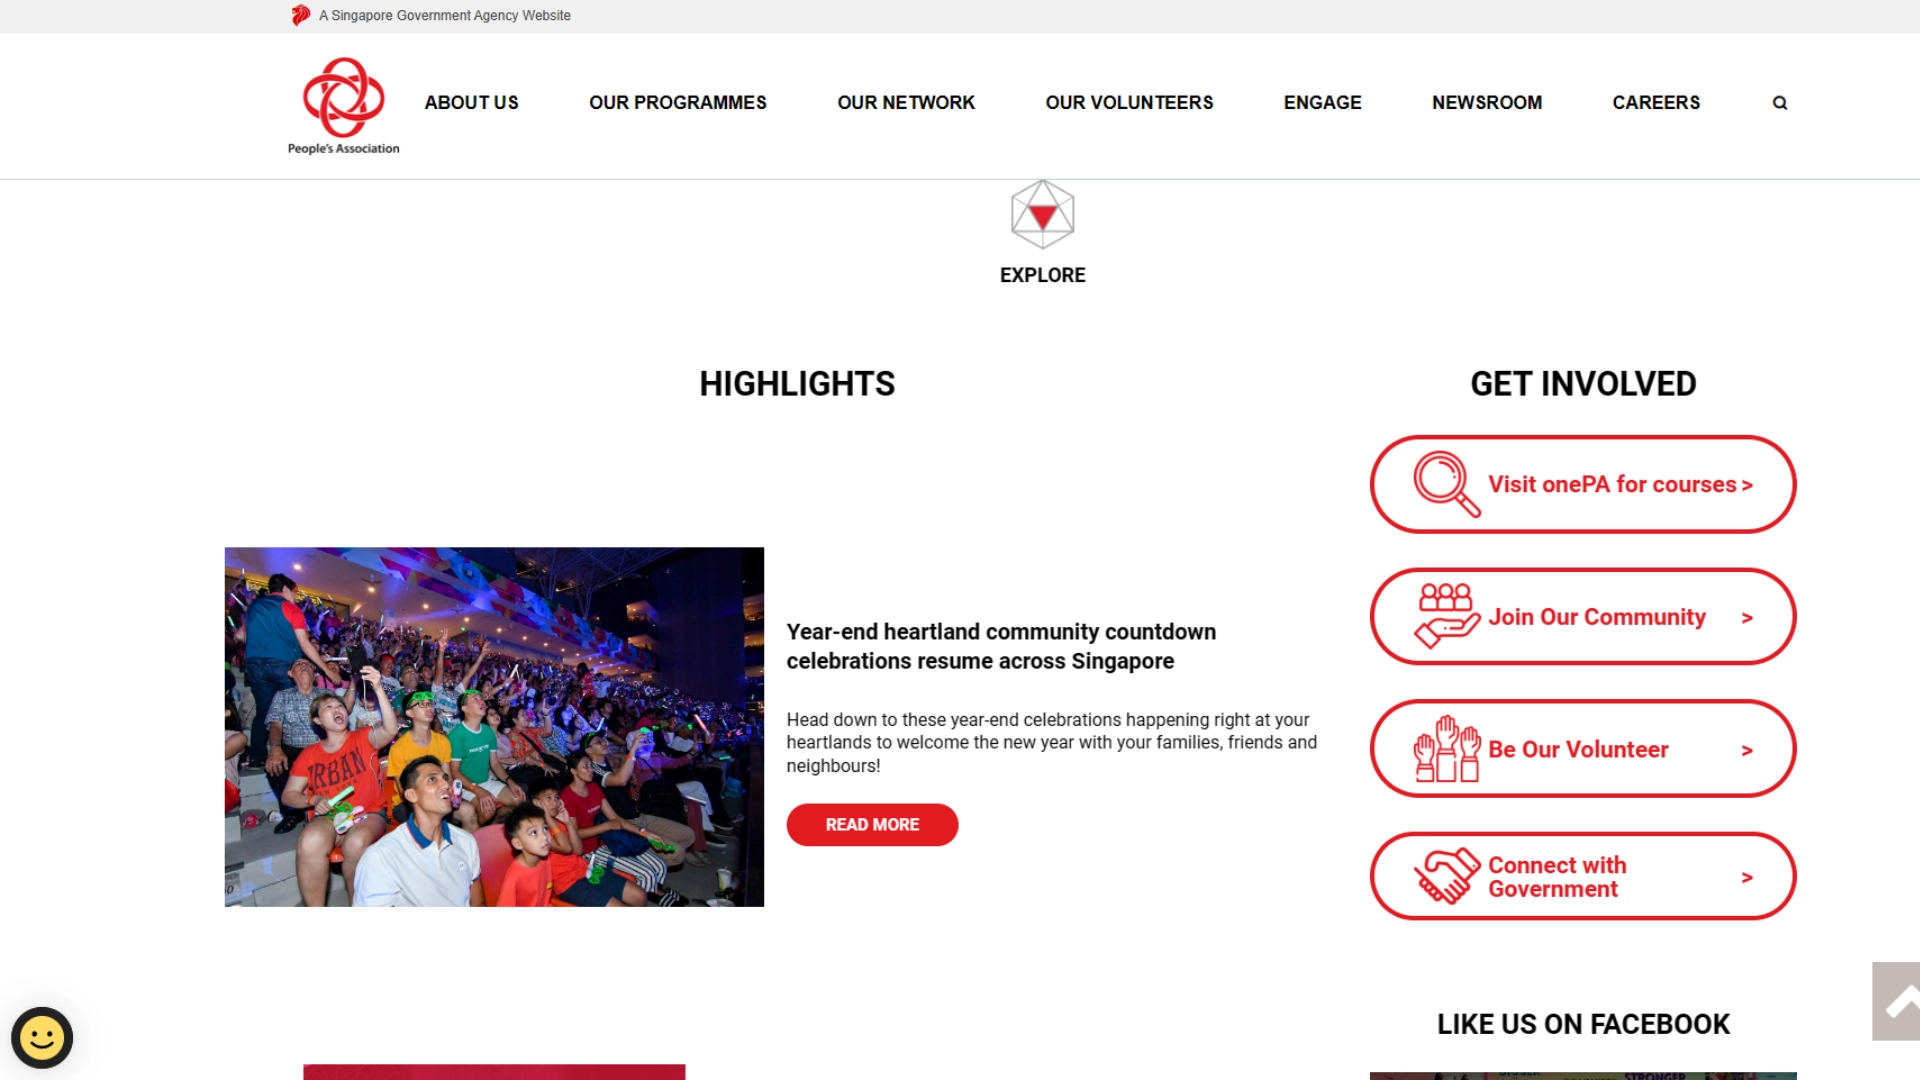 A Singapore Government Agency Website
People's Association
ABOUT US
OUR PROGRAMMES
OUR NETWORK
OUR VOLUNTEERS
ENGAGE
NEWSROOM
CAREERS
EXPLORE
HIGHLIGHTS
URBAN
Year-end heartland community countdown
celebrations resume across Singapore
Head down to these year-end celebrations happening right at your
heartlands to welcome the new year with your families, friends and
neighbours!
READ MORE
GET INVOLVED
Visit onePA for courses >
Join Our Community >
Be Our Volunteer >
Connect with
Government >
LIKE US ON FACEBOOK
STRONGER